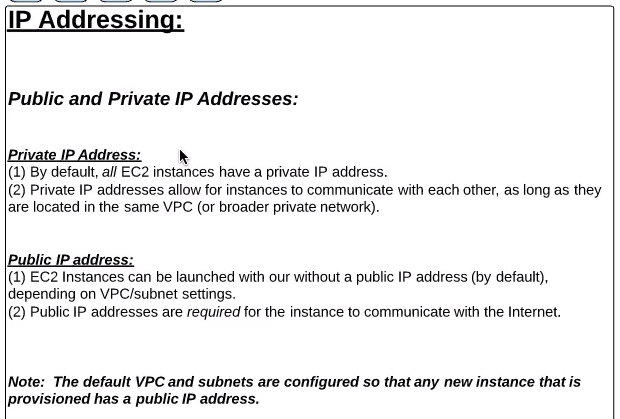 IP Addressing:
Public and Private IP Addresses:
Private IP Address:
(1) By default, all EC2 instances have a private IP address.
(2) Private IP addresses allow for instances to communicate with each other, as long as they
are located in the same VPC (or broader private network).
Public IP address:
(1) EC2 Instances can be launched with our without a public IP address (by default),
depending on VPC/subnet settings.
(2) Public IP addresses are required for the instance to communicate with the Internet.
Note: The default VPC and subnets are configured so that any new instance that is
provisioned has a public IP address.